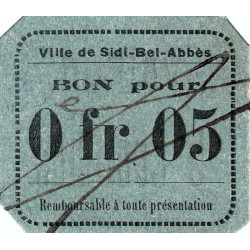 Ville de Sidi-Bel-Abbès
BON pour
0 fr 05
Remboursable à toute présentation